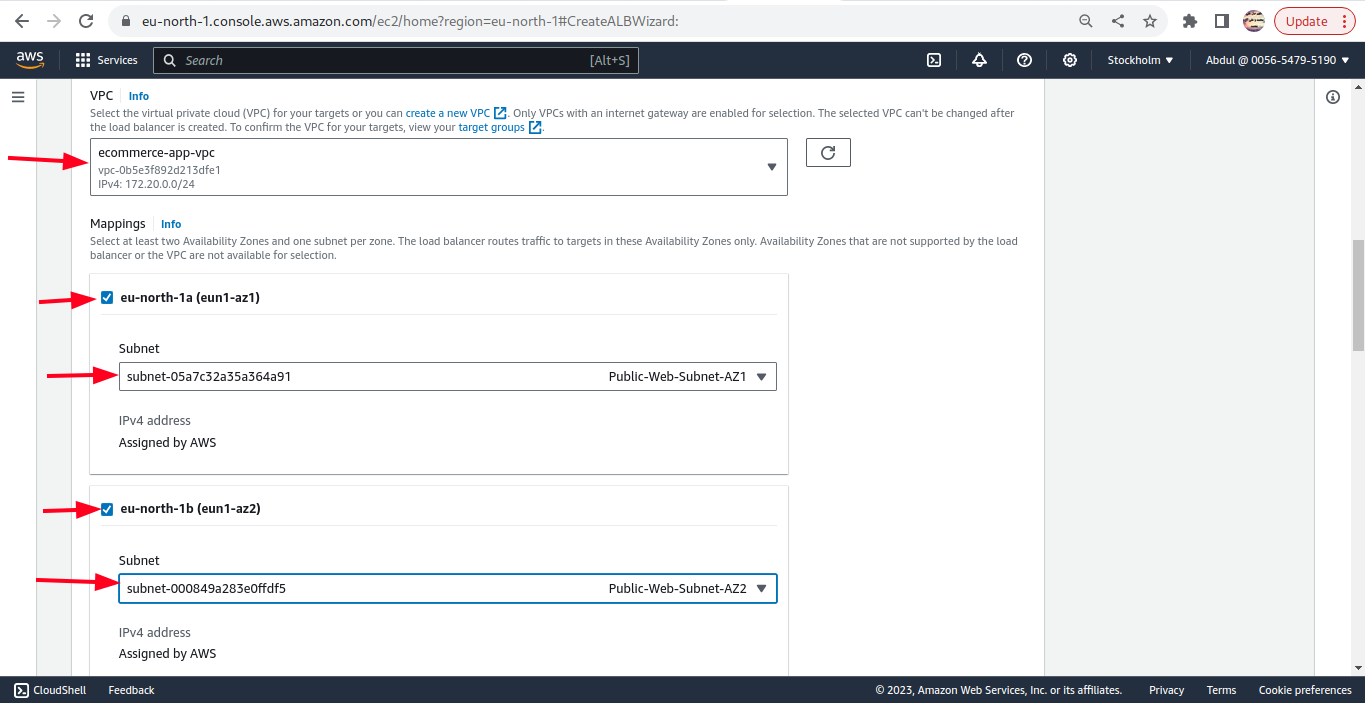 eu-north-1.console.aws.amazon.com/ec2/home?region=eu-north-1#CreateALBWizard:
Update
aws
Services
Search
[Alt+S]
Stockholm
Abdul @ 0056-5479-5190
VPC Info
Select the virtual private cloud (VPC) for your targets or you can create a new VPC . Only VPCs with an internet gateway are enabled for selection. The selected VPC can't be changed after
the load balancer is created. To confirm the VPC for your targets, view your target groups .
ecommerce-app-vpc
vpc-0b5e3f892d213dfe1
IPv4: 172.20.0.0/24
Mappings Info
Select at least two Availability Zones and one subnet per zone. The load balancer routes traffic to targets in these Availability Zones only. Availability Zones that are not supported by the load
balancer or the VPC are not available for selection.
eu-north-1a (eun1-az1)
Subnet
subnet-05a7c32a35a364a91 Public-Web-Subnet-AZ1
IPv4 address
Assigned by AWS
eu-north-1b (eun1-az2)
Subnet
subnet-000849a283e0ffdf5 Public-Web-Subnet-AZ2
IPv4 address
Assigned by AWS
CloudShell Feedback © 2023, Amazon Web Services, Inc. or its affiliates. Privacy Terms Cookie preferences